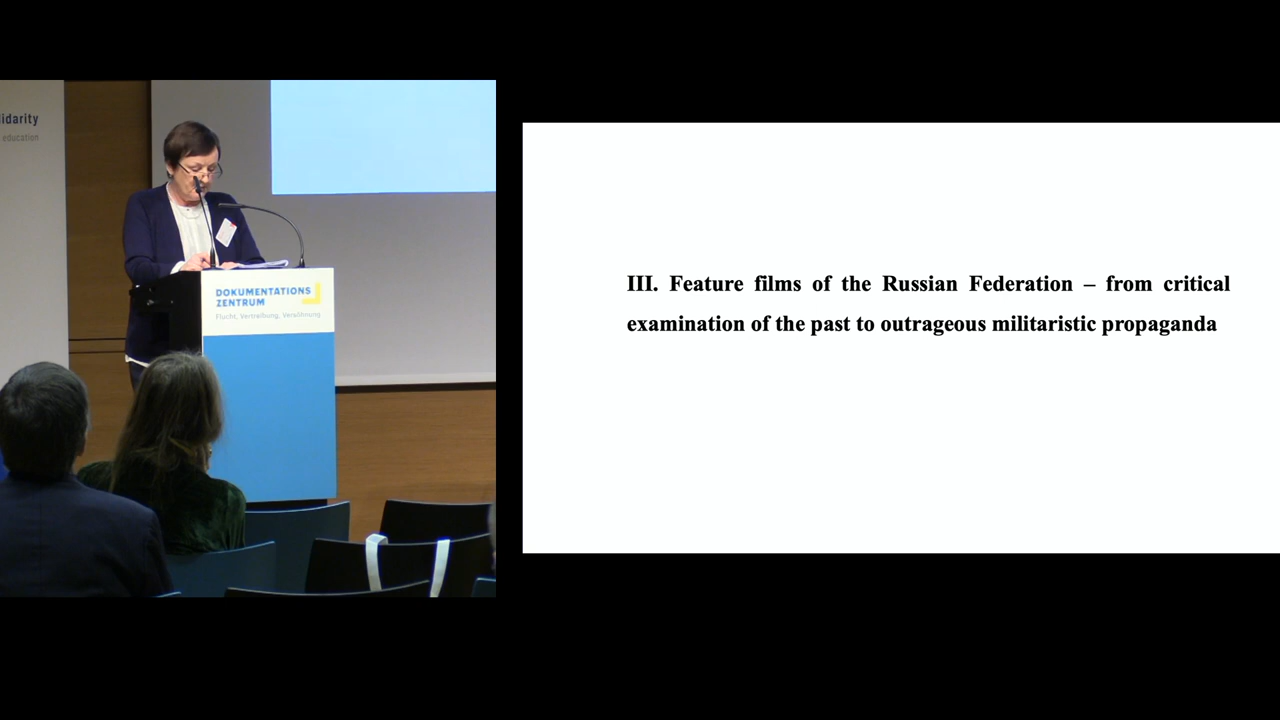 lidarity
education
DOKUMENTATIONS
ZENTRUM
Flucht, Vertreibung, Versöhnung.
III. Feature films of the Russian Federation – from critical
examination of the past to outrageous militaristic propaganda